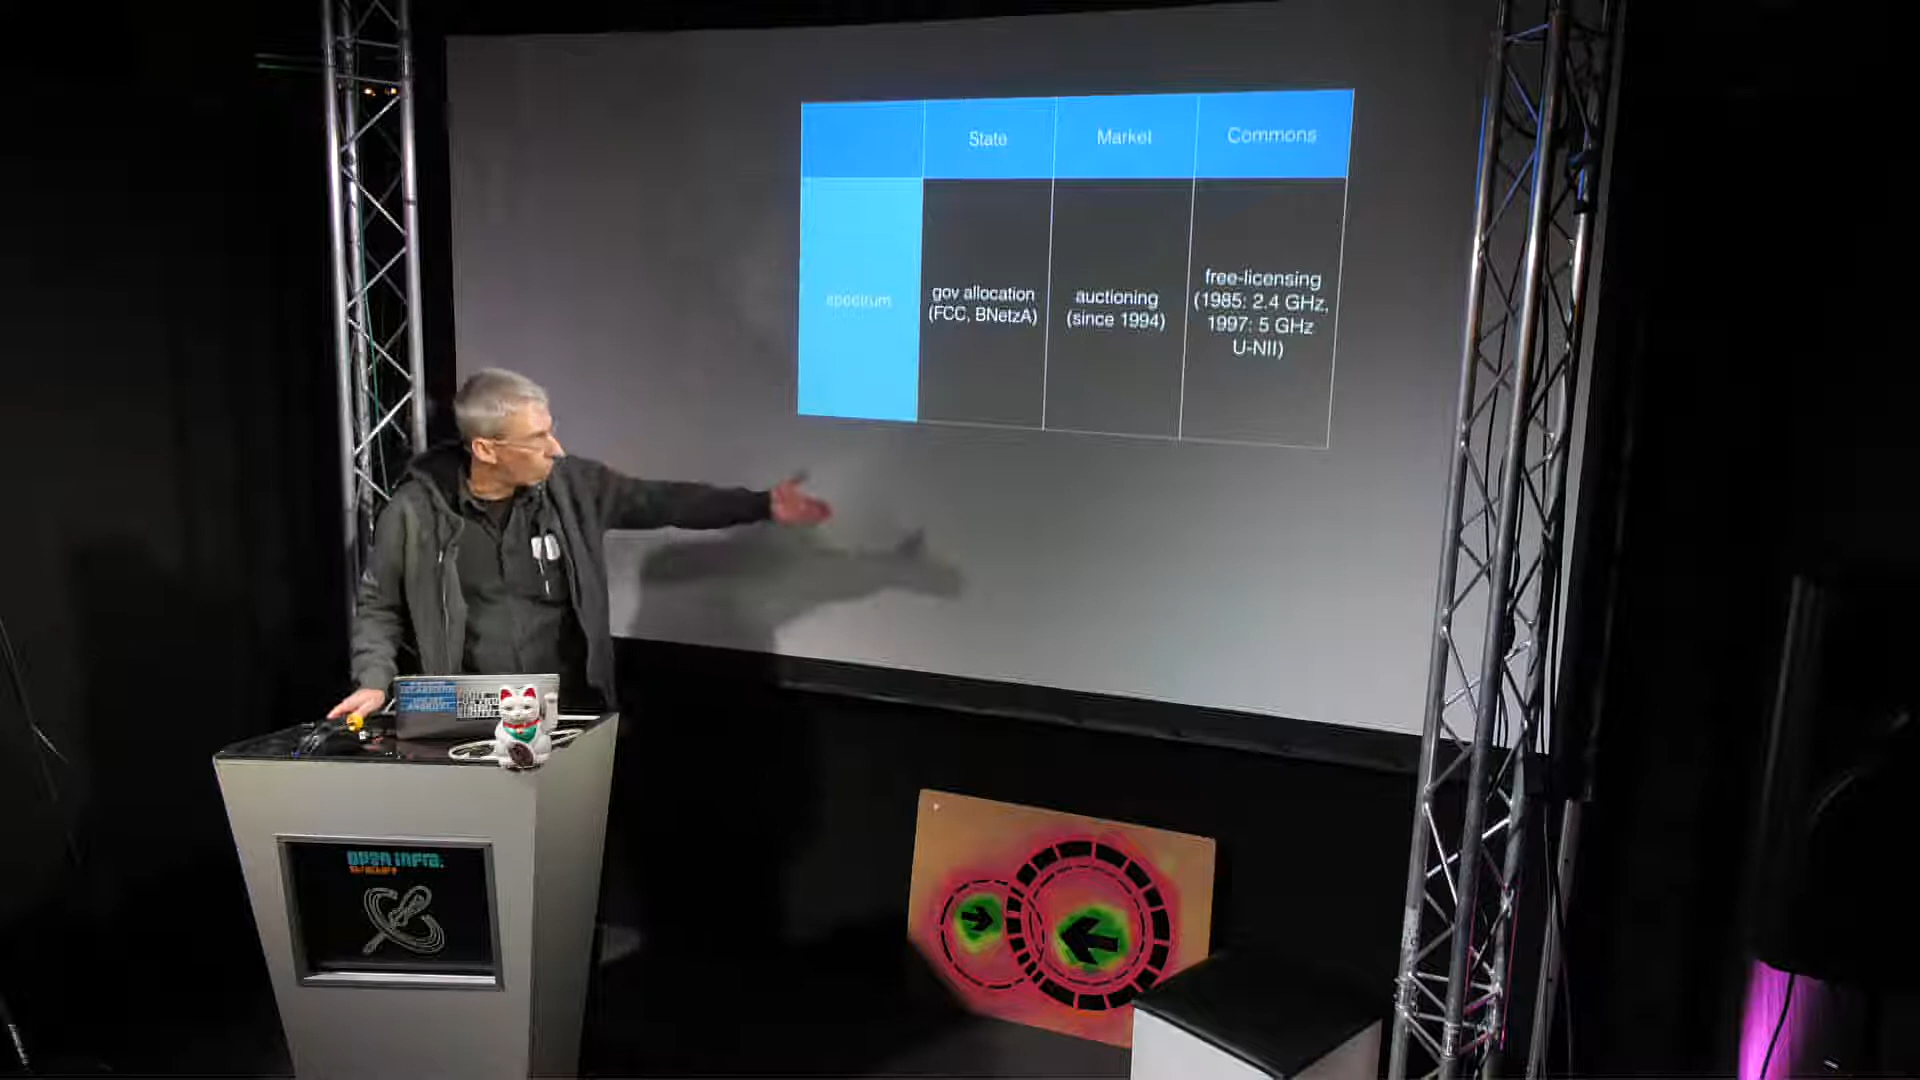 State
Market
Commons
spectrum
gov allocation
(FCC, BNetzA)
auctioning
(since 1994)
free-licensing
(1985: 2.4 GHz,
1997: 5 GHz
U-NII)
open infra.